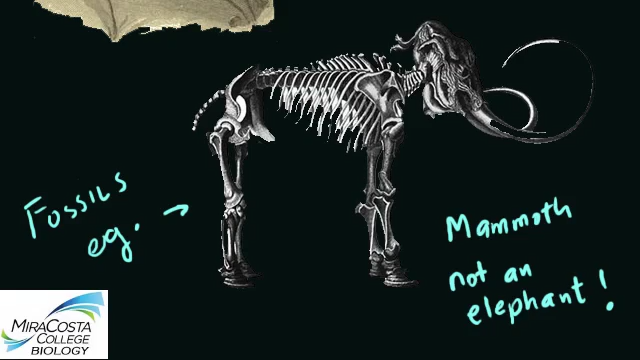 Fossils
eg.
Mammoth
not an
elephant!
MIRACOSTA
COLLEGE
BIOLOGY